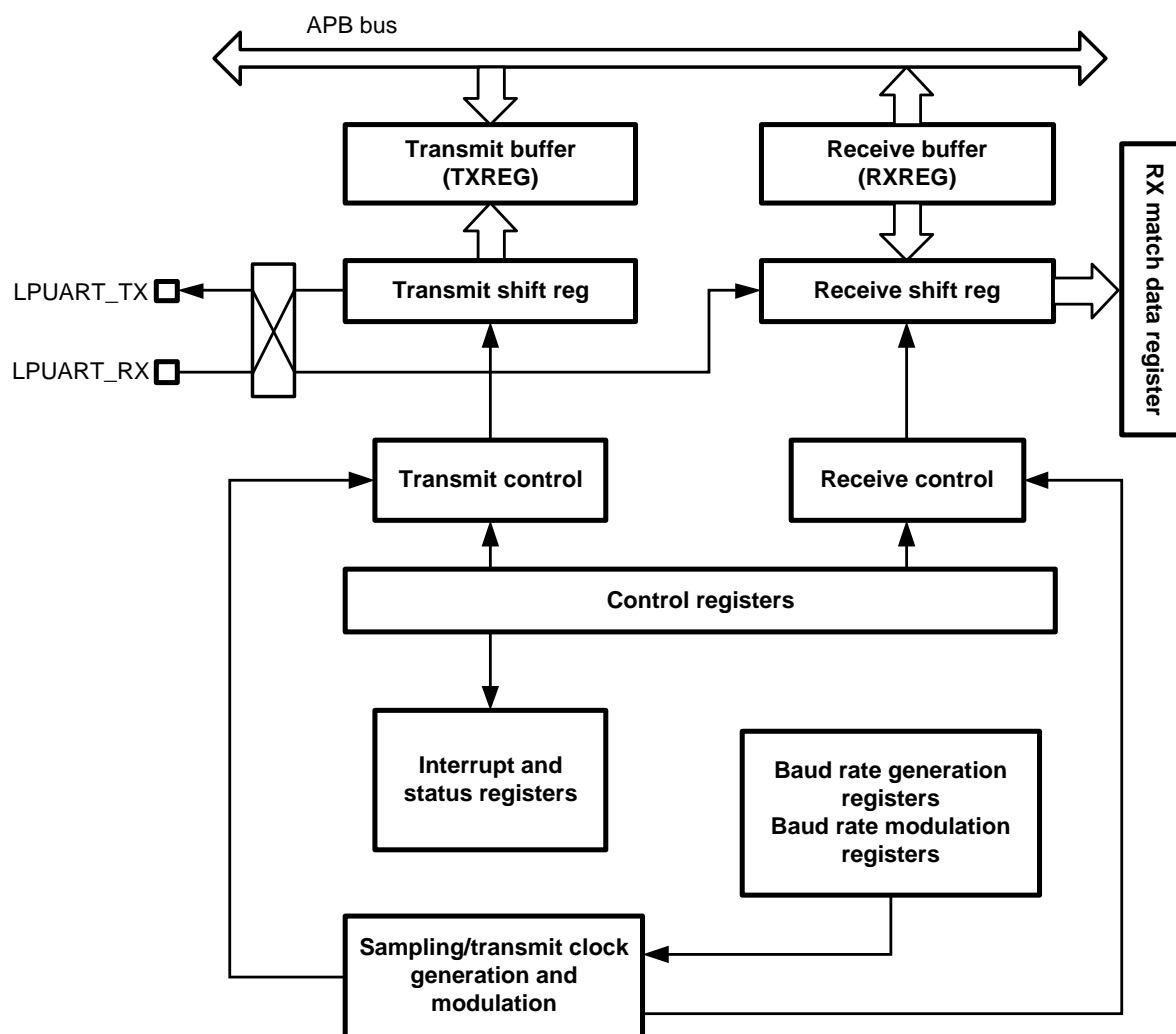 APB bus
Transmit buffer
(TXREG)
Receive buffer
(RXREG)
RX match data register
LPUART_TX
Transmit shift reg
Receive shift reg
LPUART_RX
Transmit control
Receive control
Control registers
Interrupt and
status registers
Baud rate generation
registers
Baud rate modulation
registers
Sampling/transmit clock
generation and
modulation